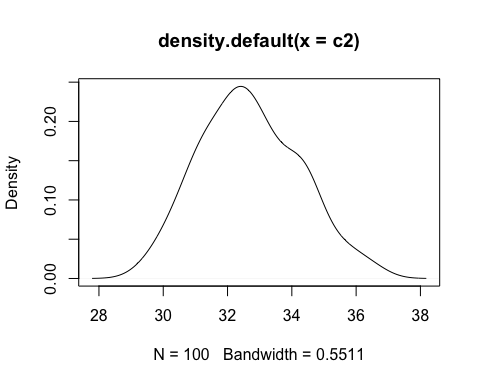 density.default(x = c2)
Density
0.20
0.10
0.00
28 30 32 34 36 38
N = 100 Bandwidth = 0.5511